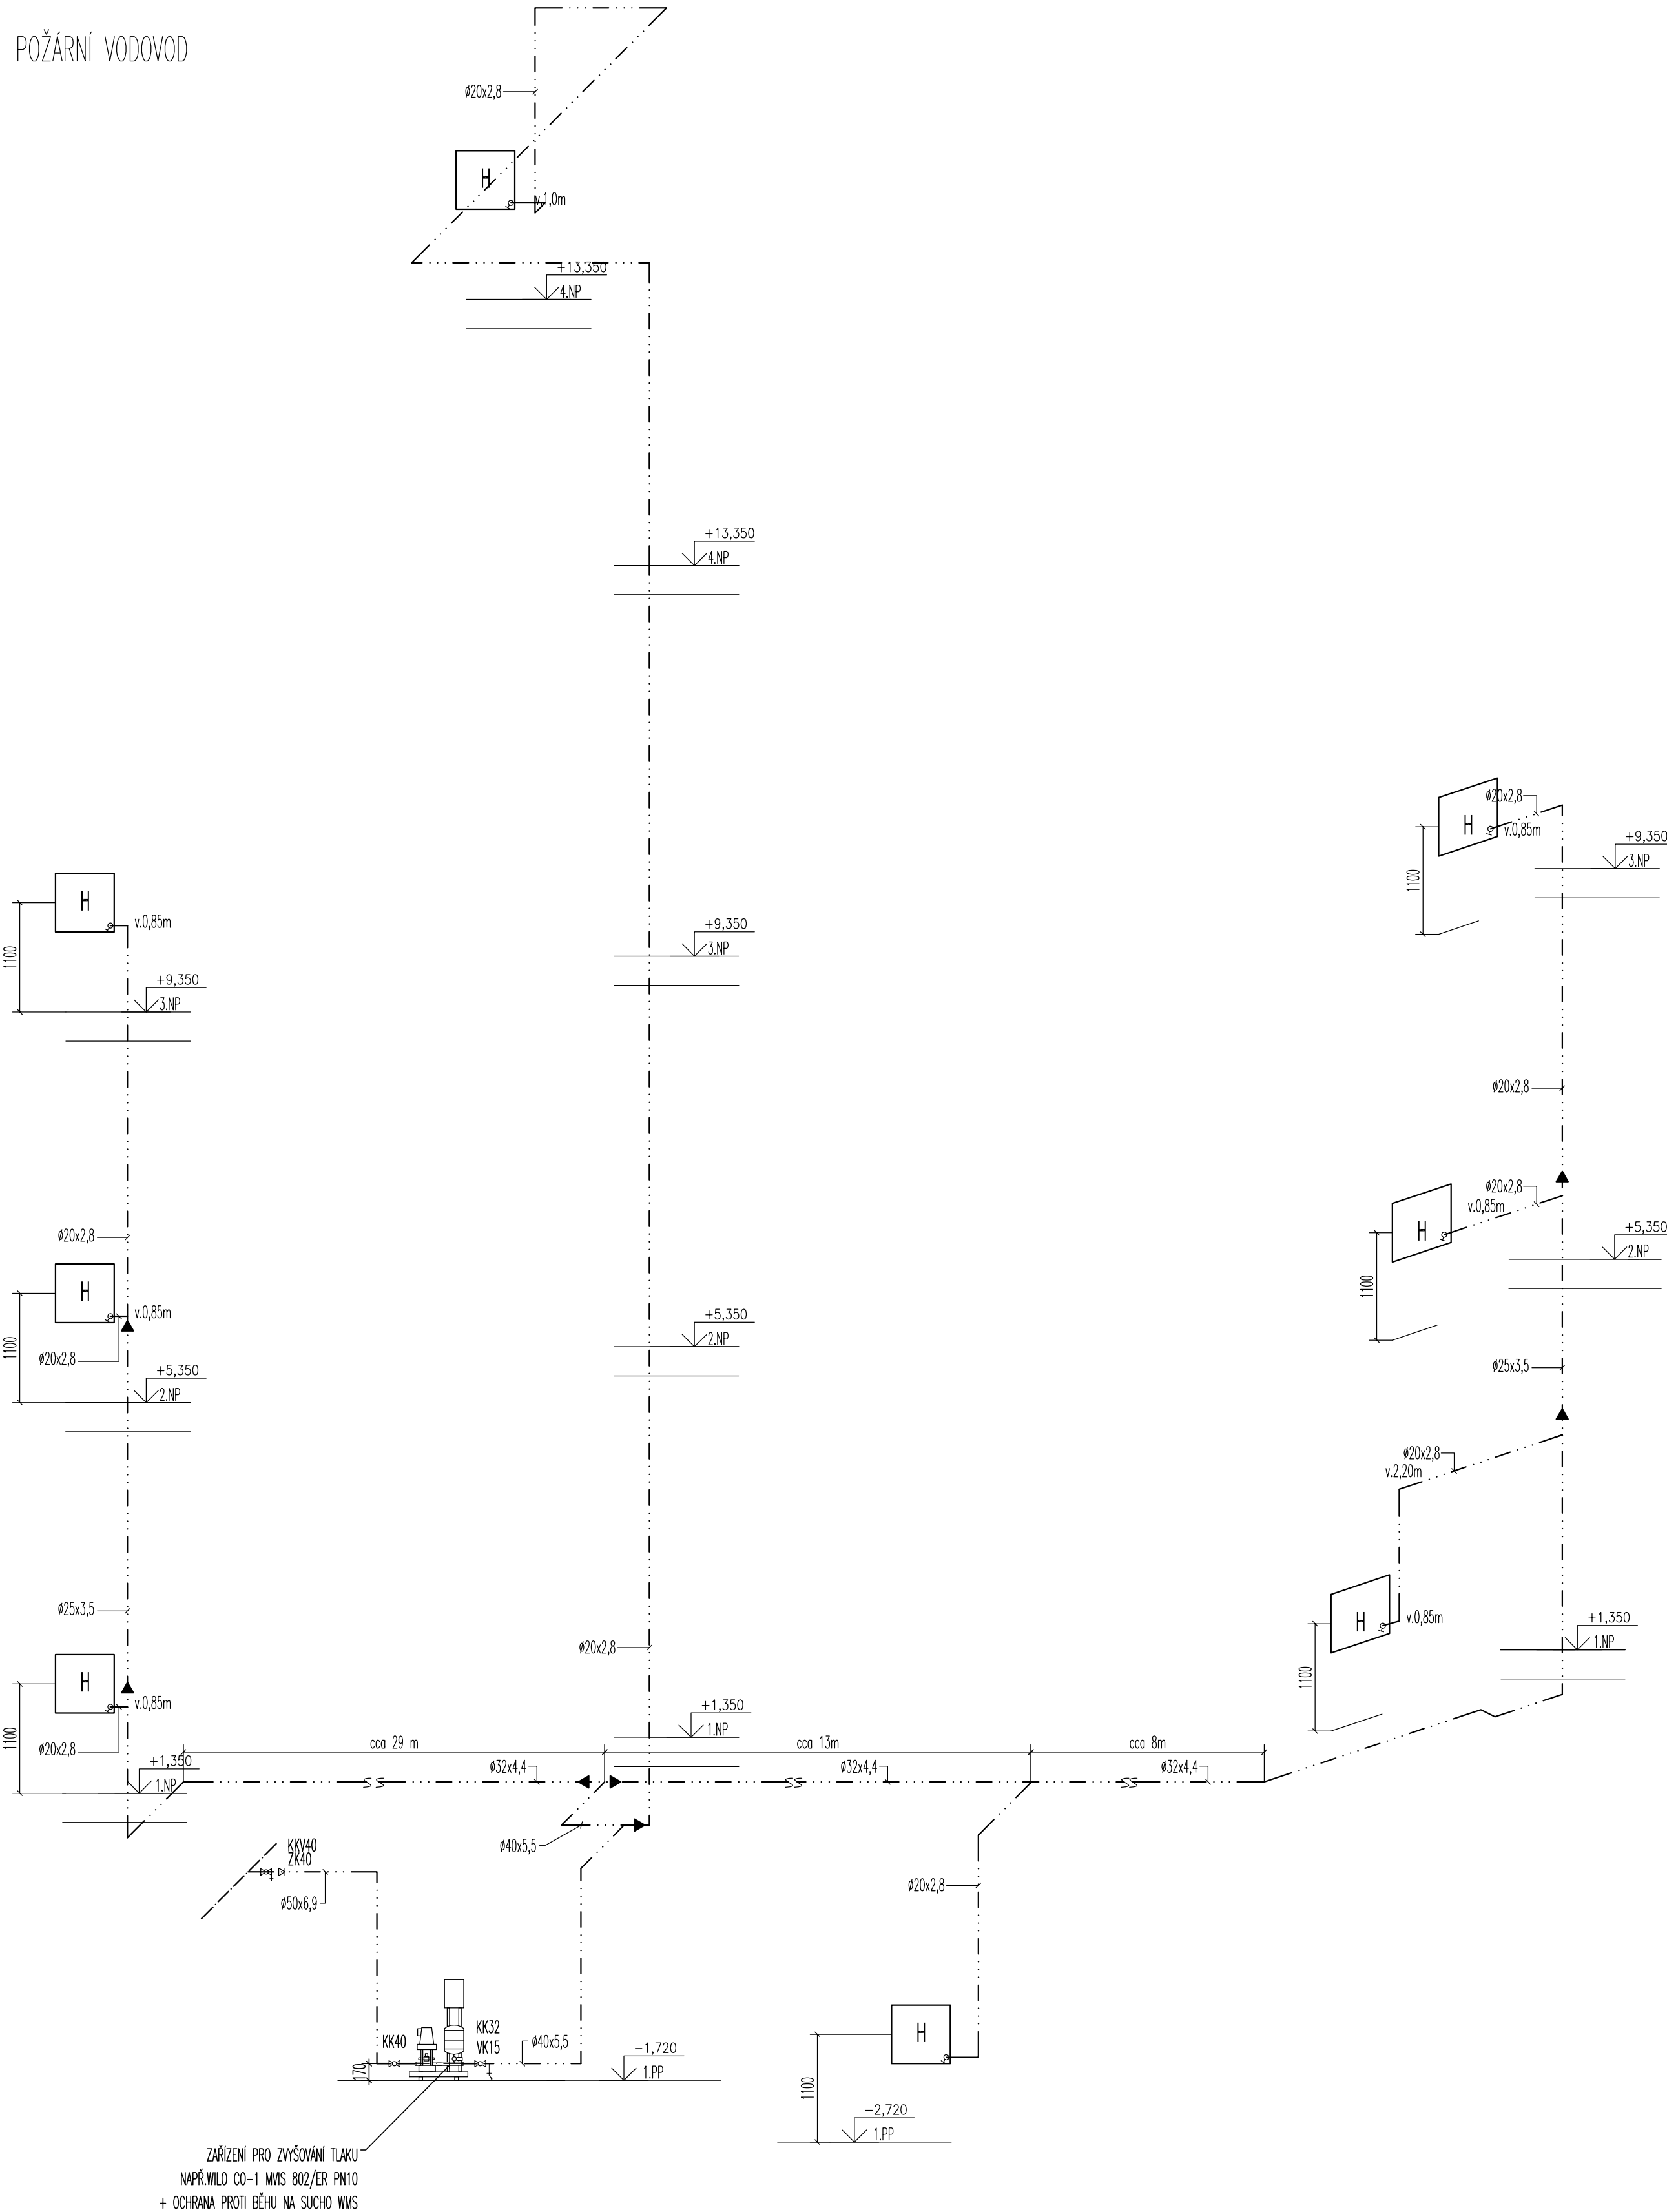 POŽÁRNÍ VODOVOD
ø20x2,8
H
v.1,0m
+13,350
4.NP
+13,350
4.NP
ø20x2,8
H
v.0,85m
+9,350
3.NP
1100
H
v.0,85m
1100
+9,350
3.NP
+9,350
3.NP
ø20x2,8
ø20x2,8
H
v.0,85m
+5,350
2.NP
1100
ø20x2,8
H
v.0,85m
1100
ø20x2,8
+5,350
2.NP
+5,350
2.NP
ø25x3,5
ø20x2,8
v.2,20m
ø25x3,5
H
v.0,85m
+1,350
1.NP
1100
ø20x2,8
H
v.0,85m
1100
ø20x2,8
+1,350
1.NP
+1,350
1.NP
cca 29 m
cca 13m
cca 8m
ø32x4,4
ø32x4,4
ø32x4,4
ø40x5,5
KKV40
ZK40
ø50x6,9
ø20x2,8
KK40
KK32
VK15
ø40x5,5
170
-1,720
1.PP
H
1100
-2,720
1.PP
ZAŘÍZENÍ PRO ZVYŠOVÁNÍ TLAKU
NAPŘ.WILO CO-1 MVIS 802/ER PN10
+ OCHRANA PROTI BĚHU NA SUCHO WMS